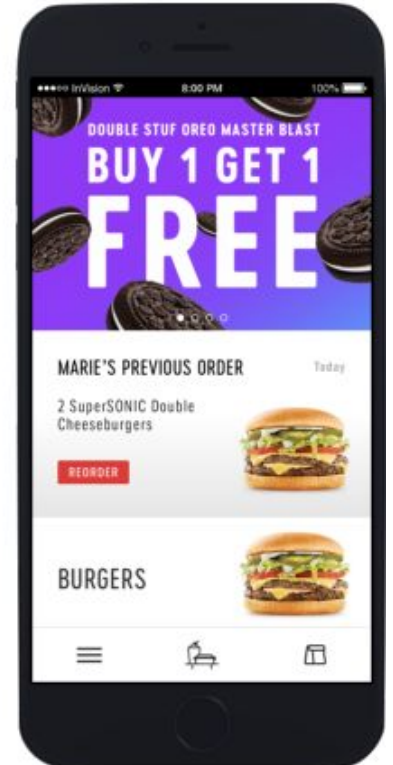 InVision 8:00 PM 100%
DOUBLE STUF OREO MASTER BLAST
BUY 1 GET 1
FREE
MARIE'S PREVIOUS ORDER Today
2 SuperSONIC Double
Cheeseburgers
REORDER
BURGERS